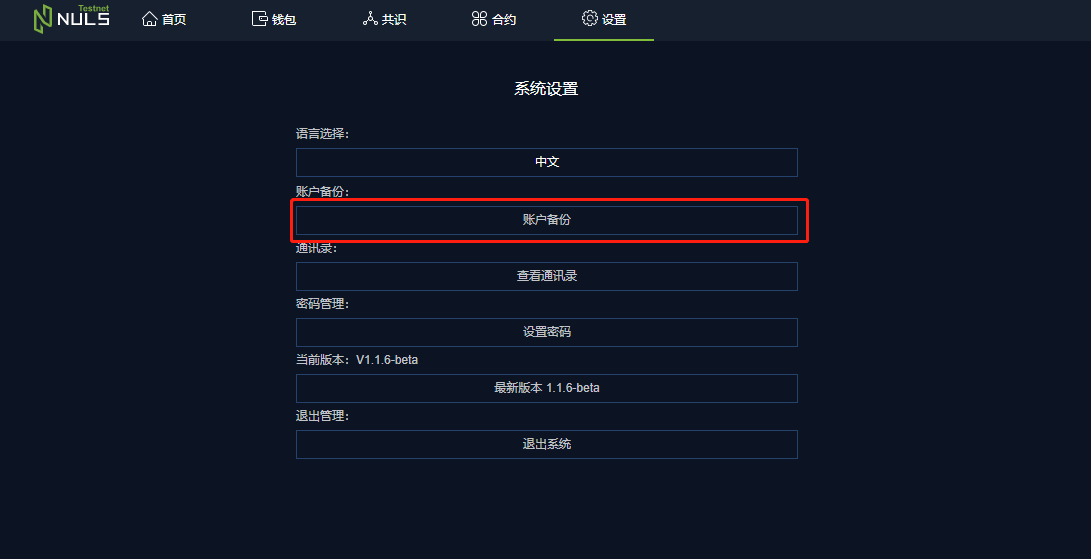 Testnet
NULS 首页 钱包 共识 合约 设置
系统设置
语言选择：
中文
账户备份：
账户备份
通讯录：
查看通讯录
密码管理：
设置密码
当前版本：V1.1.6-beta
最新版本 1.1.6-beta
退出管理：
退出系统